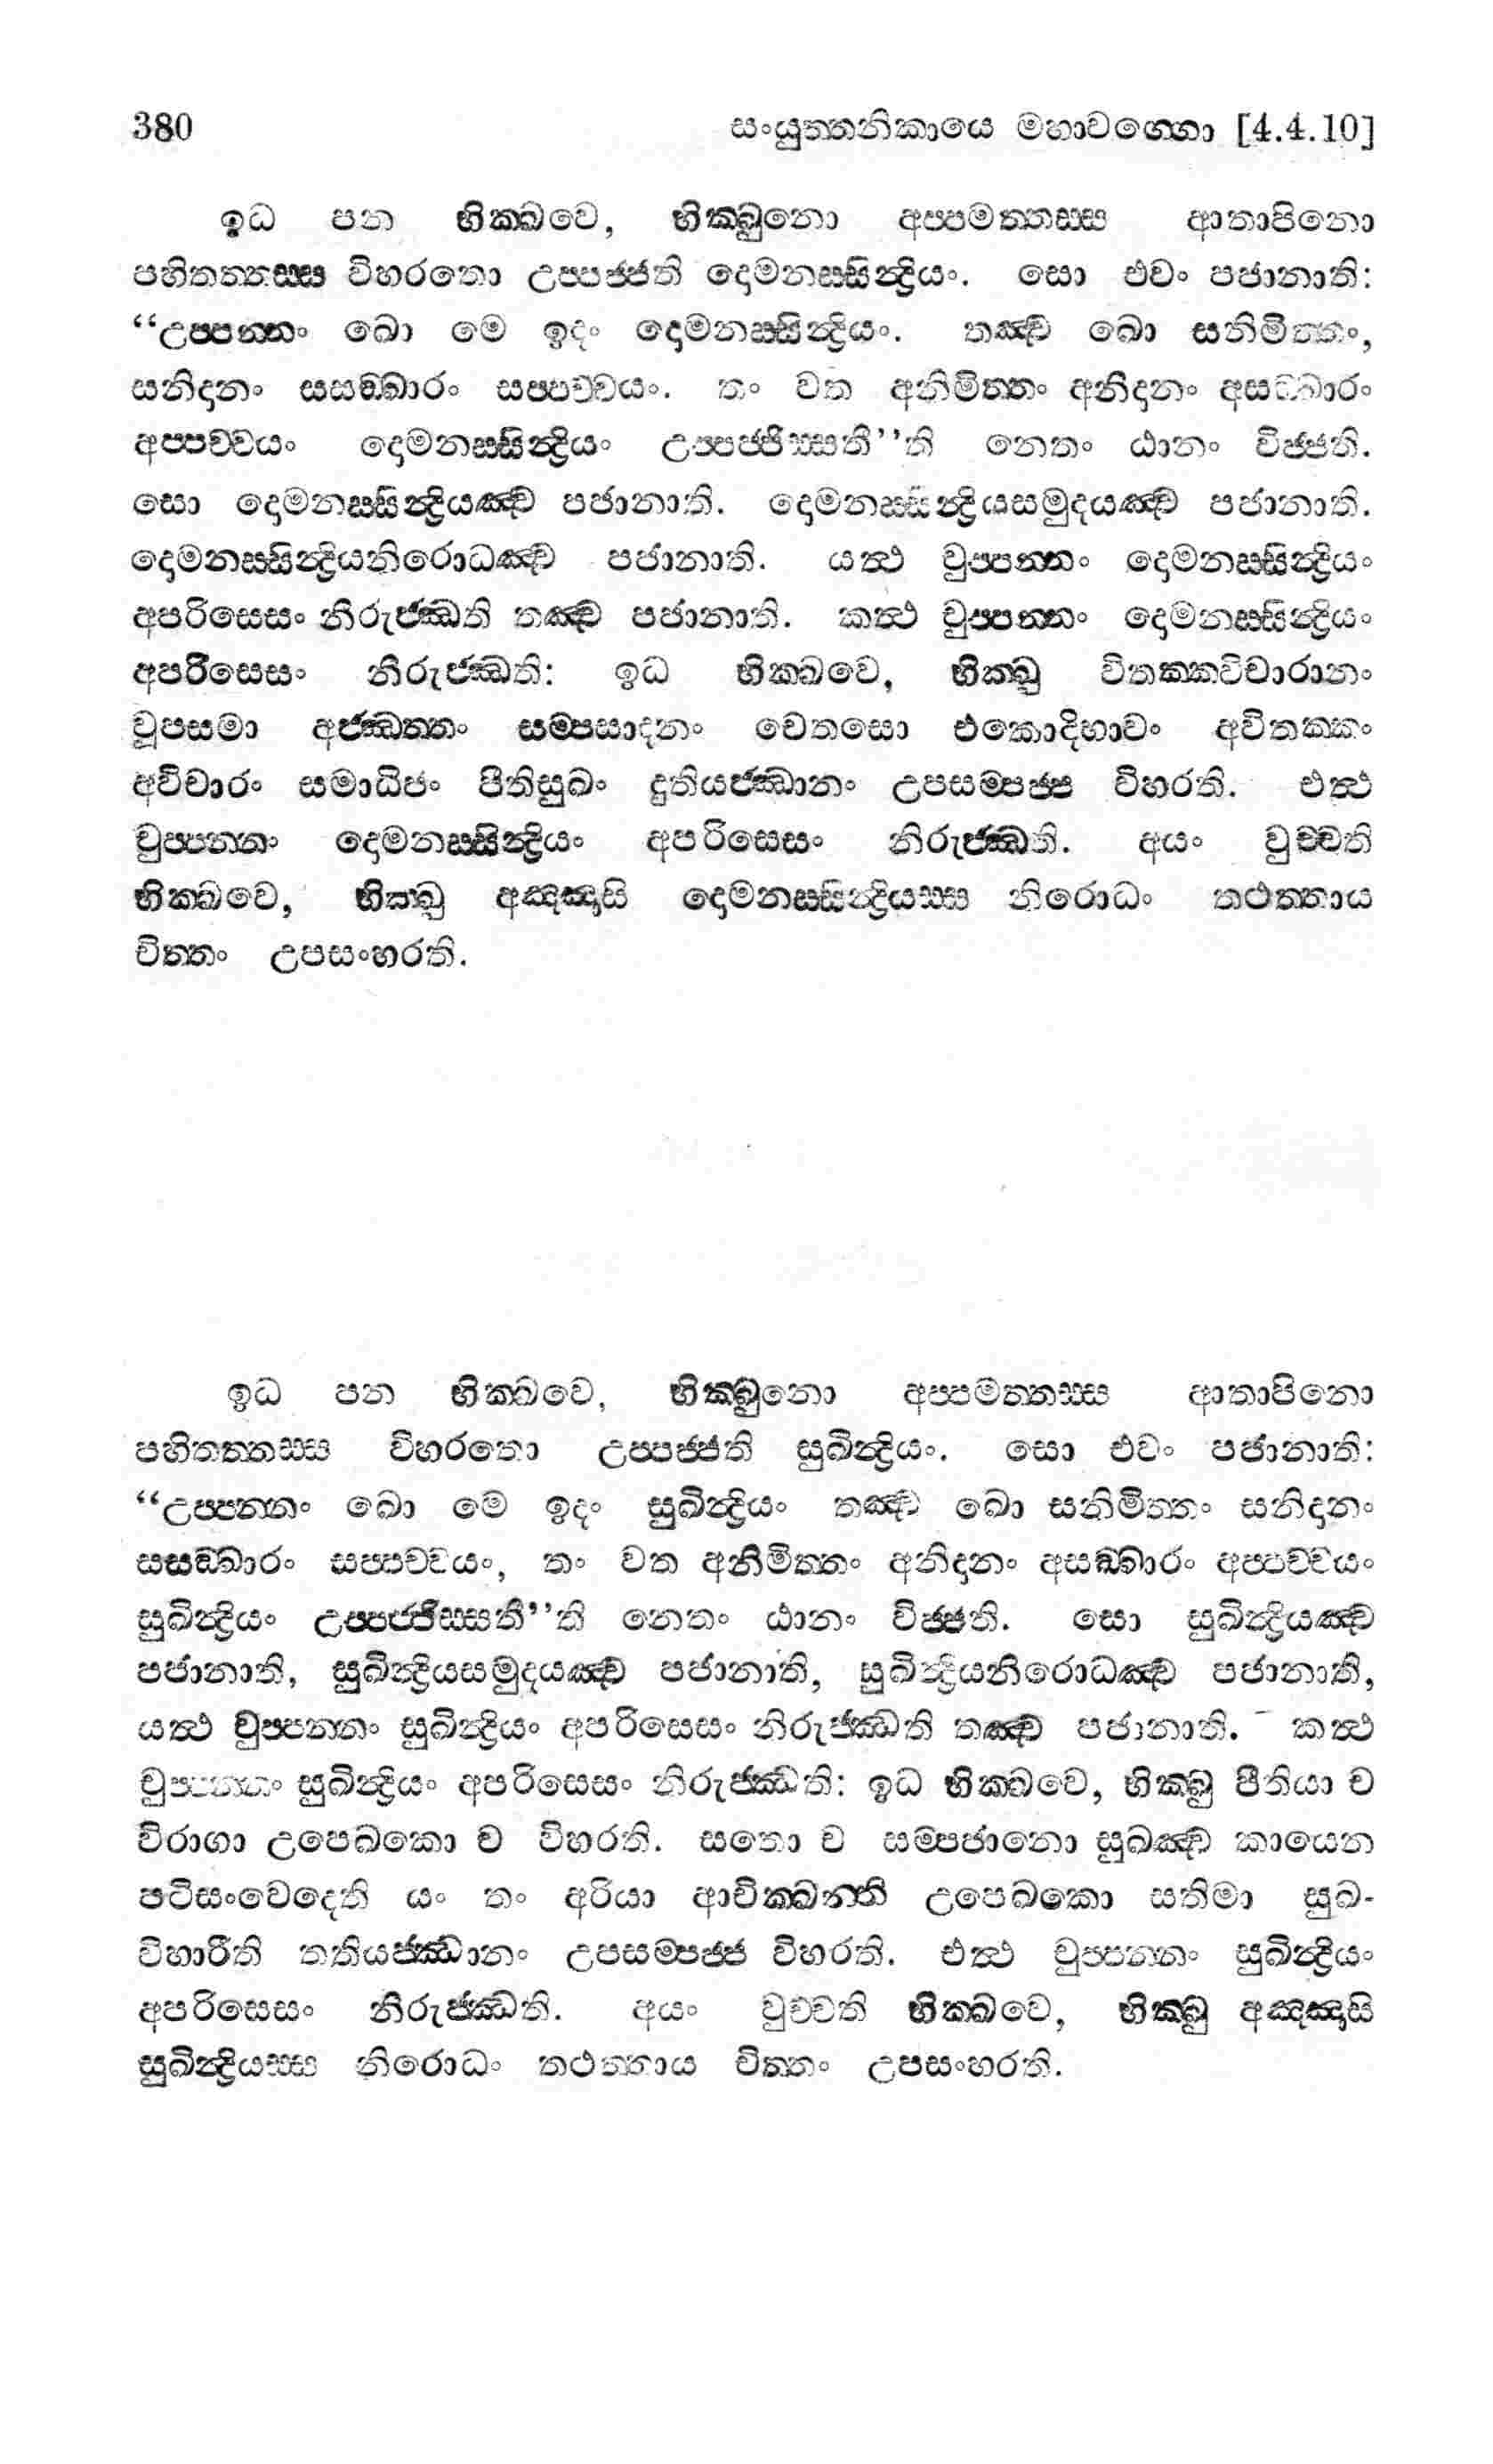 380 සංයුත්තනිකායෙ මහාවග්ගො [4.4.10]
ඉධ පන භික්ඛවෙ, භික්ඛුනො අප්පමත්තස්ස ආතාපිනො
පහිතත්තස්ස විහරතො උප්පජ්ජති දොමනස්සින්ද්‍රියං. සො එවං පජානාති:
“උප්පන්නං ඛො මෙ ඉදං දොමනස්සින්ද්‍රියං. තඤ්ච ඛො සනිමිත්තං,
සනිදානං සසඞ්ඛාරං සප්පච්චයං. තං වත අනිමිත්තං අනිදානං අසඞ්ඛාරං
අප්පච්චයං දොමනස්සින්ද්‍රියං උප්පජ්ජිස්සතී’’ති නෙතං ඨානං විජ්ජති.
සො දොමනස්සින්ද්‍රියඤ්ච පජානාති. දොමනස්සින්ද්‍රියසමුදයඤ්ච පජානාති.
දොමනස්සින්ද්‍රියනිරොධඤ්ච පජානාති. යත්ථ චුප්පන්නං දොමනස්සින්ද්‍රියං
අපරිසෙසං නිරුජ්ඣති තඤ්ච පජානාති. කත්ථ චුප්පන්නං දොමනස්සින්ද්‍රියං
අපරිසෙසං නිරුජ්ඣති: ඉධ භික්ඛවෙ, භික්ඛු විතක්කවිචාරානං
වූපසමා අජ්ඣත්තං සම්පසාදනං චෙතසො එකොදිභාවං අවිතක්කං
අවිචාරං සමාධිජං පීතිසුඛං දුතියජ්ඣානං උපසම්පජ්ජ විහරති. එත්ථ
චුප්පන්නං දොමනස්සින්ද්‍රියං අපරිසෙසං නිරුජ්ඣති. අයං වුච්චති
භික්ඛවෙ, භික්ඛු අඤ්ඤාසි දොමනස්සින්ද්‍රියස්ස නිරොධං තථත්තාය
චිත්තං උපසංහරති.
ඉධ පන භික්ඛවෙ, භික්ඛුනො අප්පමත්තස්ස ආතාපිනො
පහිතත්තස්ස විහරතො උප්පජ්ජති සුඛින්ද්‍රියං. සො එවං පජානාති:
“උප්පන්නං ඛො මෙ ඉදං සුඛින්ද්‍රියං තඤ්ච ඛො සනිමිත්තං සනිදානං
සසඞ්ඛාරං සප්පච්චයං, තං වත අනිමිත්තං අනිදානං අසඞ්ඛාරං අප්පච්චයං
සුඛින්ද්‍රියං උප්පජ්ජිස්සතී’’ති නෙතං ඨානං විජ්ජති. සො සුඛින්ද්‍රියඤ්ච
පජානාති, සුඛින්ද්‍රියසමුදයඤ්ච පජානාති, සුඛින්ද්‍රියනිරොධඤ්ච පජානාති,
යත්ථ චුප්පන්නං සුඛින්ද්‍රියං අපරිසෙසං නිරුජ්ඣති තඤ්ච පජානාති. කත්ථ
චුප්පන්නං සුඛින්ද්‍රියං අපරිසෙසං නිරුජ්ඣති: ඉධ භික්ඛවෙ, භික්ඛු පීතියා ච
විරාගා උපෙඛකො ච විහරති. සතො ච සම්පජානො සුඛඤ්ච කායෙන
පටිසංවෙදෙති යං තං අරියා ආචික්ඛන්ති උපෙඛකො සතිමා සුඛ-
විහාරීති තතියජ්ඣානං උපසම්පජ්ජ විහරති. එත්ථ චුප්පන්නං සුඛින්ද්‍රියං
අපරිසෙසං නිරුජ්ඣති. අයං වුච්චති භික්ඛවෙ, භික්ඛු අඤ්ඤාසි
සුඛින්ද්‍රියස්ස නිරොධං තථත්තාය චිත්තං උපසංහරති.